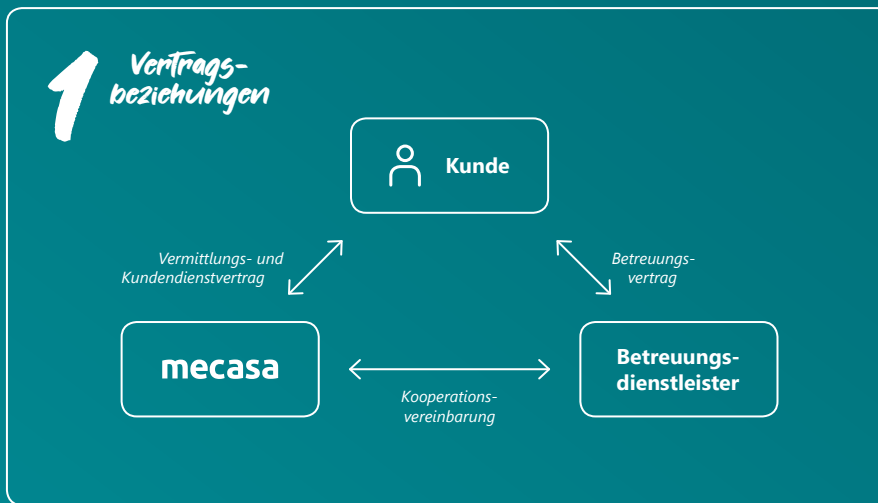 1
Vertrags-
beziehungen
Kunde
Vermittlungs- und
Kundendienstvertrag
Betreuungs-
vertrag
mecasa
Betreuungs-
dienstleister
Kooperations-
vereinbarung